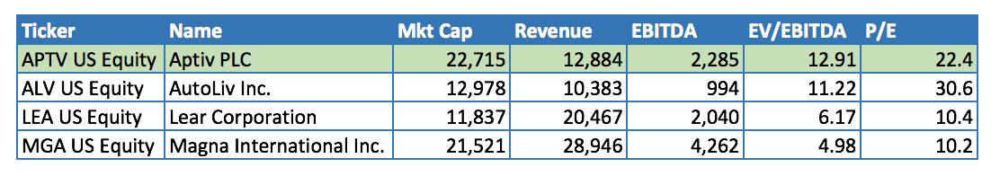 Ticker Name Mkt Cap Revenue EBITDA EV/EBITDA P/E
APTV US Equity Aptiv PLC 22,715 12,884 2,285 12.91 22.4
ALV US Equity AutoLiv Inc. 12,978 10,383 994 11.22 30.6
LEA US Equity Lear Corporation 11,837 20,467 2,040 6.17 10.4
MGA US Equity Magna International Inc. 21,521 28,946 4,262 4.98 10.2